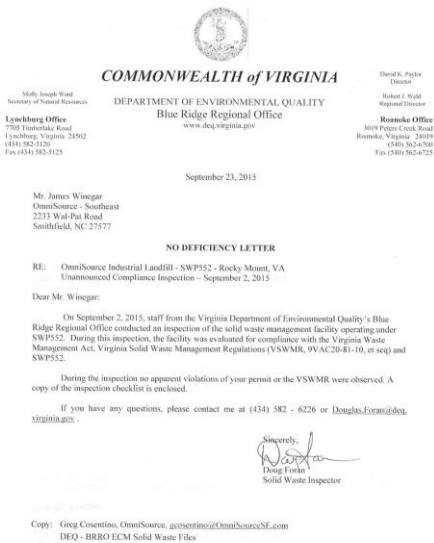 COMMONWEALTH of VIRGINIA
DEPARTMENT OF ENVIRONMENTAL QUALITY
Blue Ridge Regional Office
www.deq.virginia.gov
Molly Joseph Ward
Secretary of Natural Resources
Lynchburg Office
7705 Timberlake Road
Lynchburg, Virginia 24502
(434) 582-5120
Fax (434) 582-5125
David K. Paylor
Director
Robert J. Weld
Regional Director
Roanoke Office
3019 Peters Creek Road
Roanoke, Virginia 24019
(540) 562-6700
Fax (540) 562-6725
September 23, 2015
Mr. James Winegar
OmniSource - Southeast
2233 Wal-Pat Road
Smithfield, NC 27577
NO DEFICIENCY LETTER
RE: OmniSource Industrial Landfill - SWP552 - Rocky Mount, VA
Unannounced Compliance Inspection – September 2, 2015
Dear Mr. Winegar:
On September 2, 2015, staff from the Virginia Department of Environmental Quality's Blue
Ridge Regional Office conducted an inspection of the solid waste management facility operating under
SWP552. During this inspection, the facility was evaluated for compliance with the Virginia Waste
Management Act, Virginia Solid Waste Management Regulations (VSWMR, 9VAC20-81-10, et seq) and
SWP552.
During the inspection no apparent violations of your permit or the VSWMR were observed. A
copy of the inspection checklist is enclosed.
If you have any questions, please contact me at (434) 582 - 6226 or Douglas.Foran@deq.
virginia.gov .
Sincerely,
Doug Foran
Solid Waste Inspector
Copy: Greg Cosentino, OmniSource, gcosentino@OmniSourceSE.com
DEQ - BRRO ECM Solid Waste Files